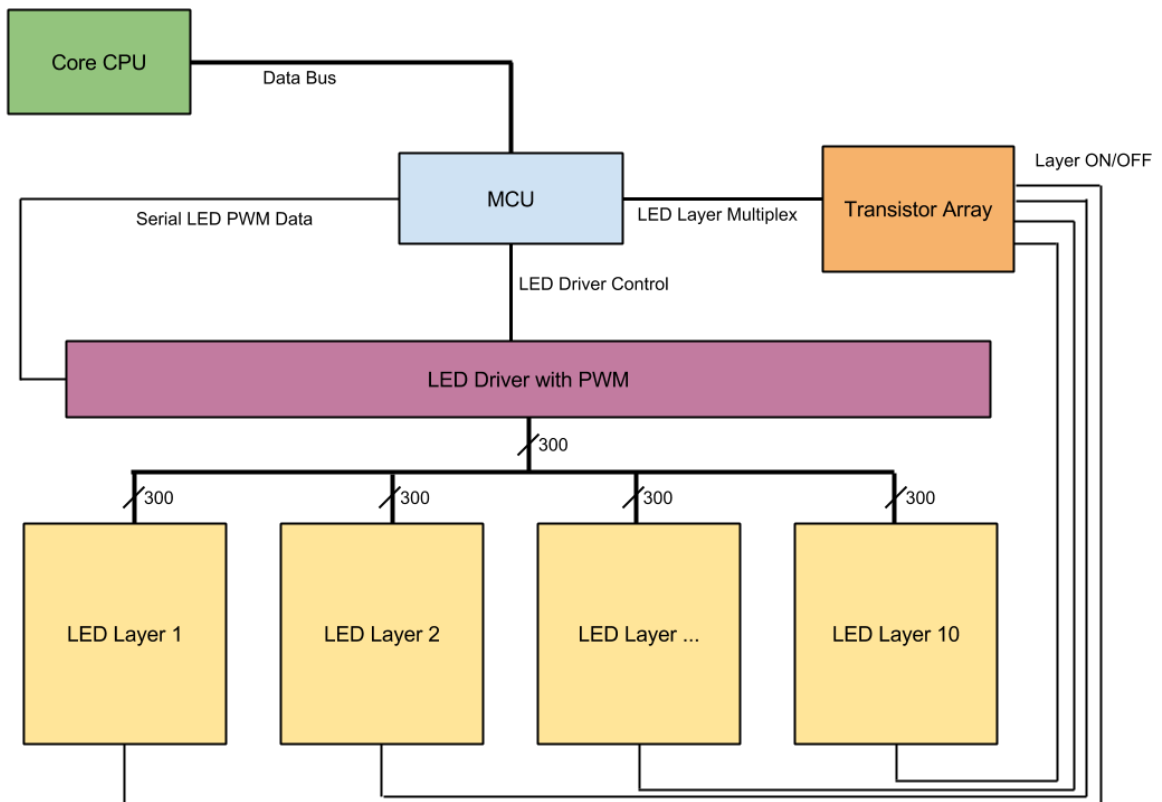 Core CPU
Data Bus
Layer ON/OFF
MCU
Transistor Array
Serial LED PWM Data
LED Layer Multiplex
LED Driver Control
LED Driver with PWM
300
300
300
300
300
LED Layer 1
LED Layer 2
LED Layer ...
LED Layer 10